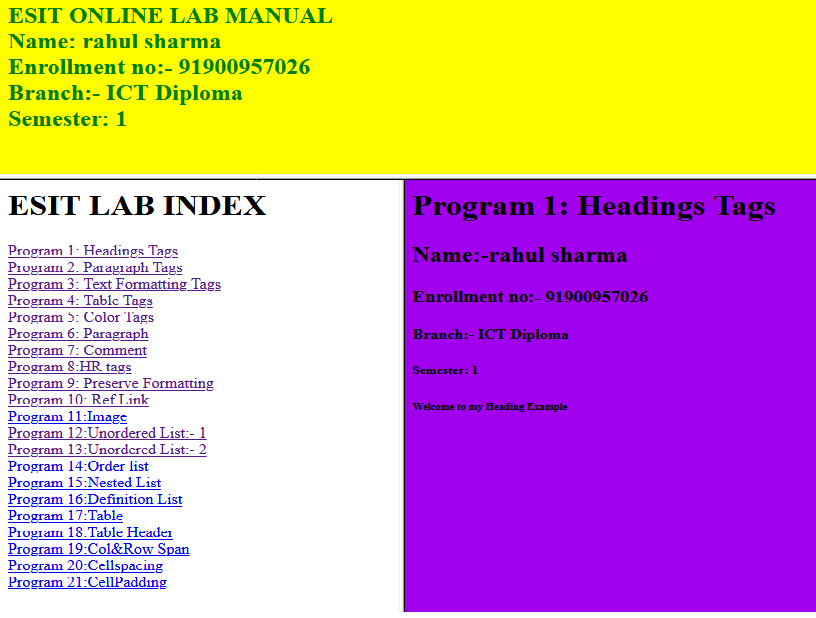 ESIT ONLINE LAB MANUAL
Name: rahul sharma
Enrollment no:- 91900957026
Branch:- ICT Diploma
Semester: 1
ESIT LAB INDEX
Program 1: Headings Tags
Program 2: Paragraph Tags
Program 3: Text Formatting Tags
Program 4: Table Tags
Program 5: Color Tags
Program 6: Paragraph
Program 7: Comment
Program 8:HR tags
Program 9: Preserve Formatting
Program 10: Ref Link
Program 11:Image
Program 12:Unordered List:- 1
Program 13:Unordered List:- 2
Program 14:Order list
Program 15:Nested List
Program 16:Definition List
Program 17:Table
Program 18:Table Header
Program 19:Col&Row Span
Program 20:Cellspacing
Program 21:CellPadding
Program 1: Headings Tags
Name:-rahul sharma
Enrollment no:- 91900957026
Branch:- ICT Diploma
Semester: 1
Welcome to my Heading Example